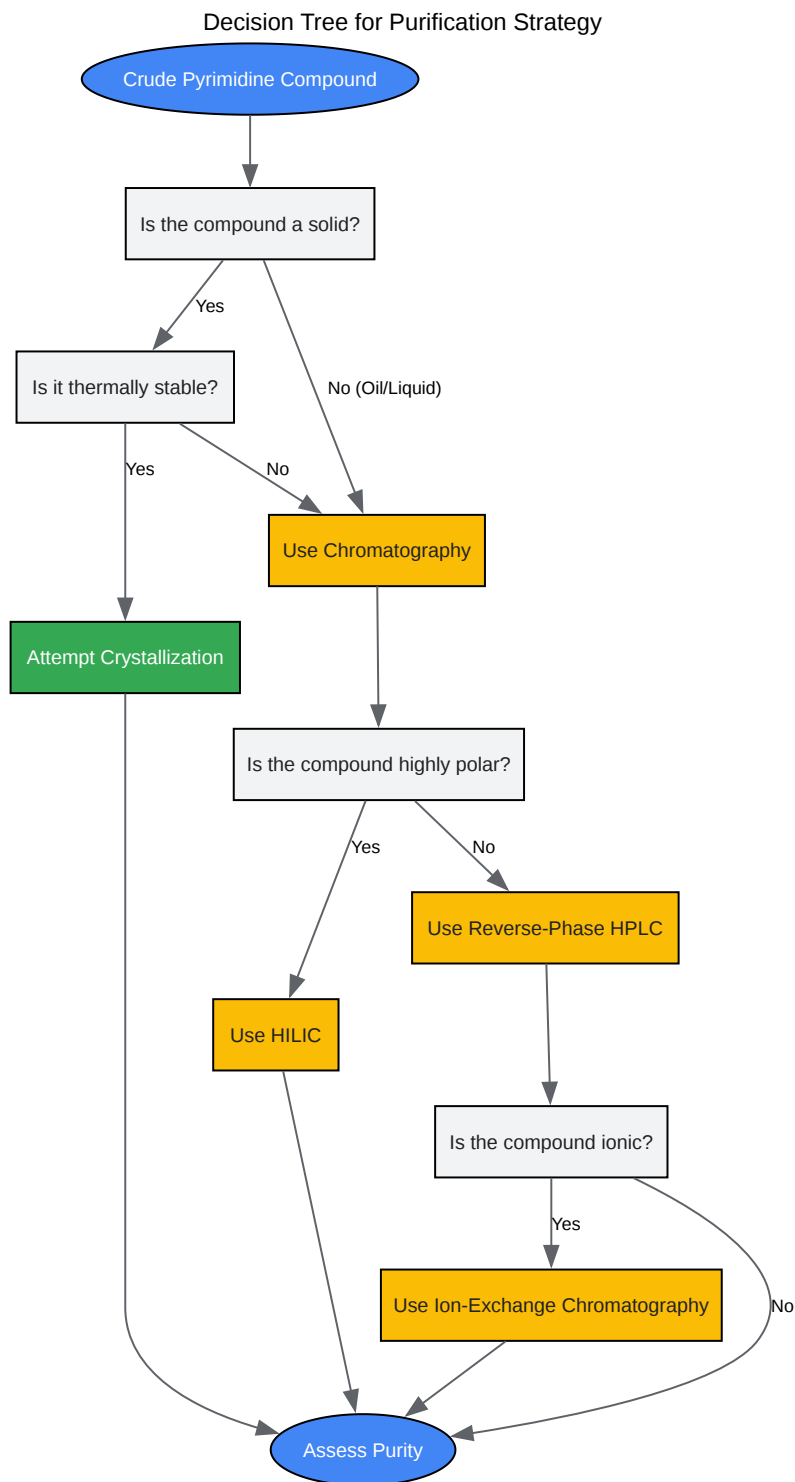 Decision Tree for Purification Strategy
Crude Pyrimidine Compound
Is the compound a solid?
Yes
Is it thermally stable?
No (Oil/Liquid)
Yes
No
Use Chromatography
Attempt Crystallization
Is the compound highly polar?
Yes
No
Use Reverse-Phase HPLC
Use HILIC
Is the compound ionic?
Yes
Use Ion-Exchange Chromatography
No
Assess Purity